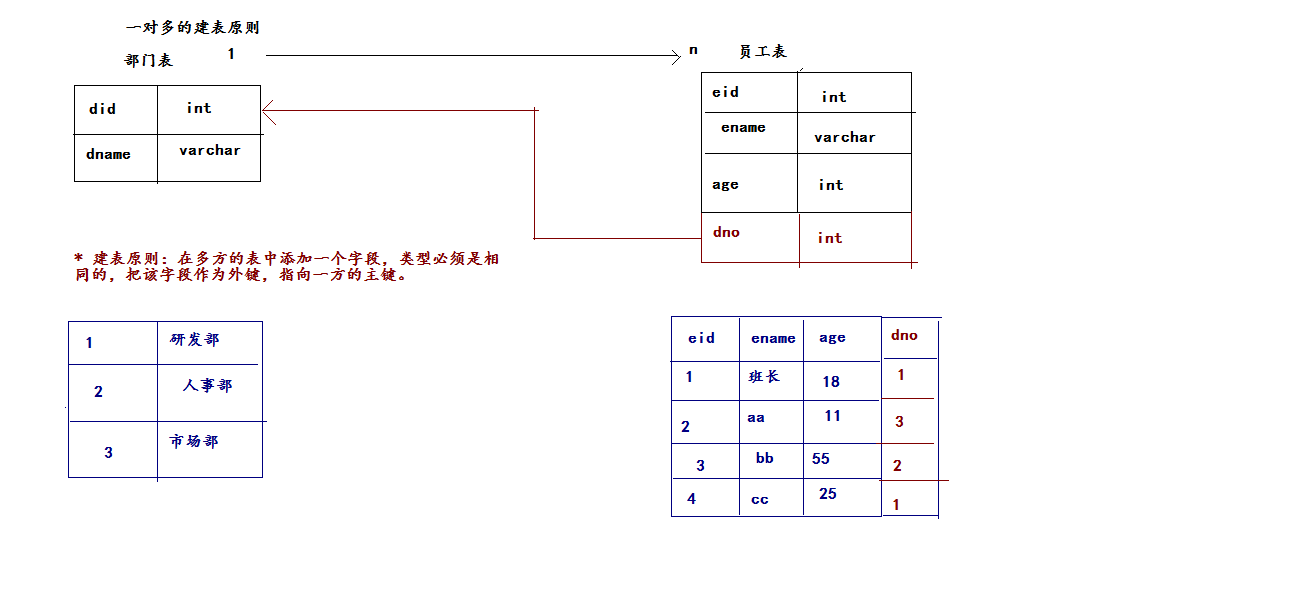 一对多的建表原则
部门表 1 n 员工表
did int
dname varchar
eid int
ename varchar
age int
dno int
* 建表原则：在多方的表中添加一个字段，类型必须是相
同的，把该字段作为外键，指向一方的主键。
1 研发部
2 人事部
3 市场部
eid ename age dno
1 班长 18 1
2 aa 11 3
3 bb 55 2
4 cc 25 1